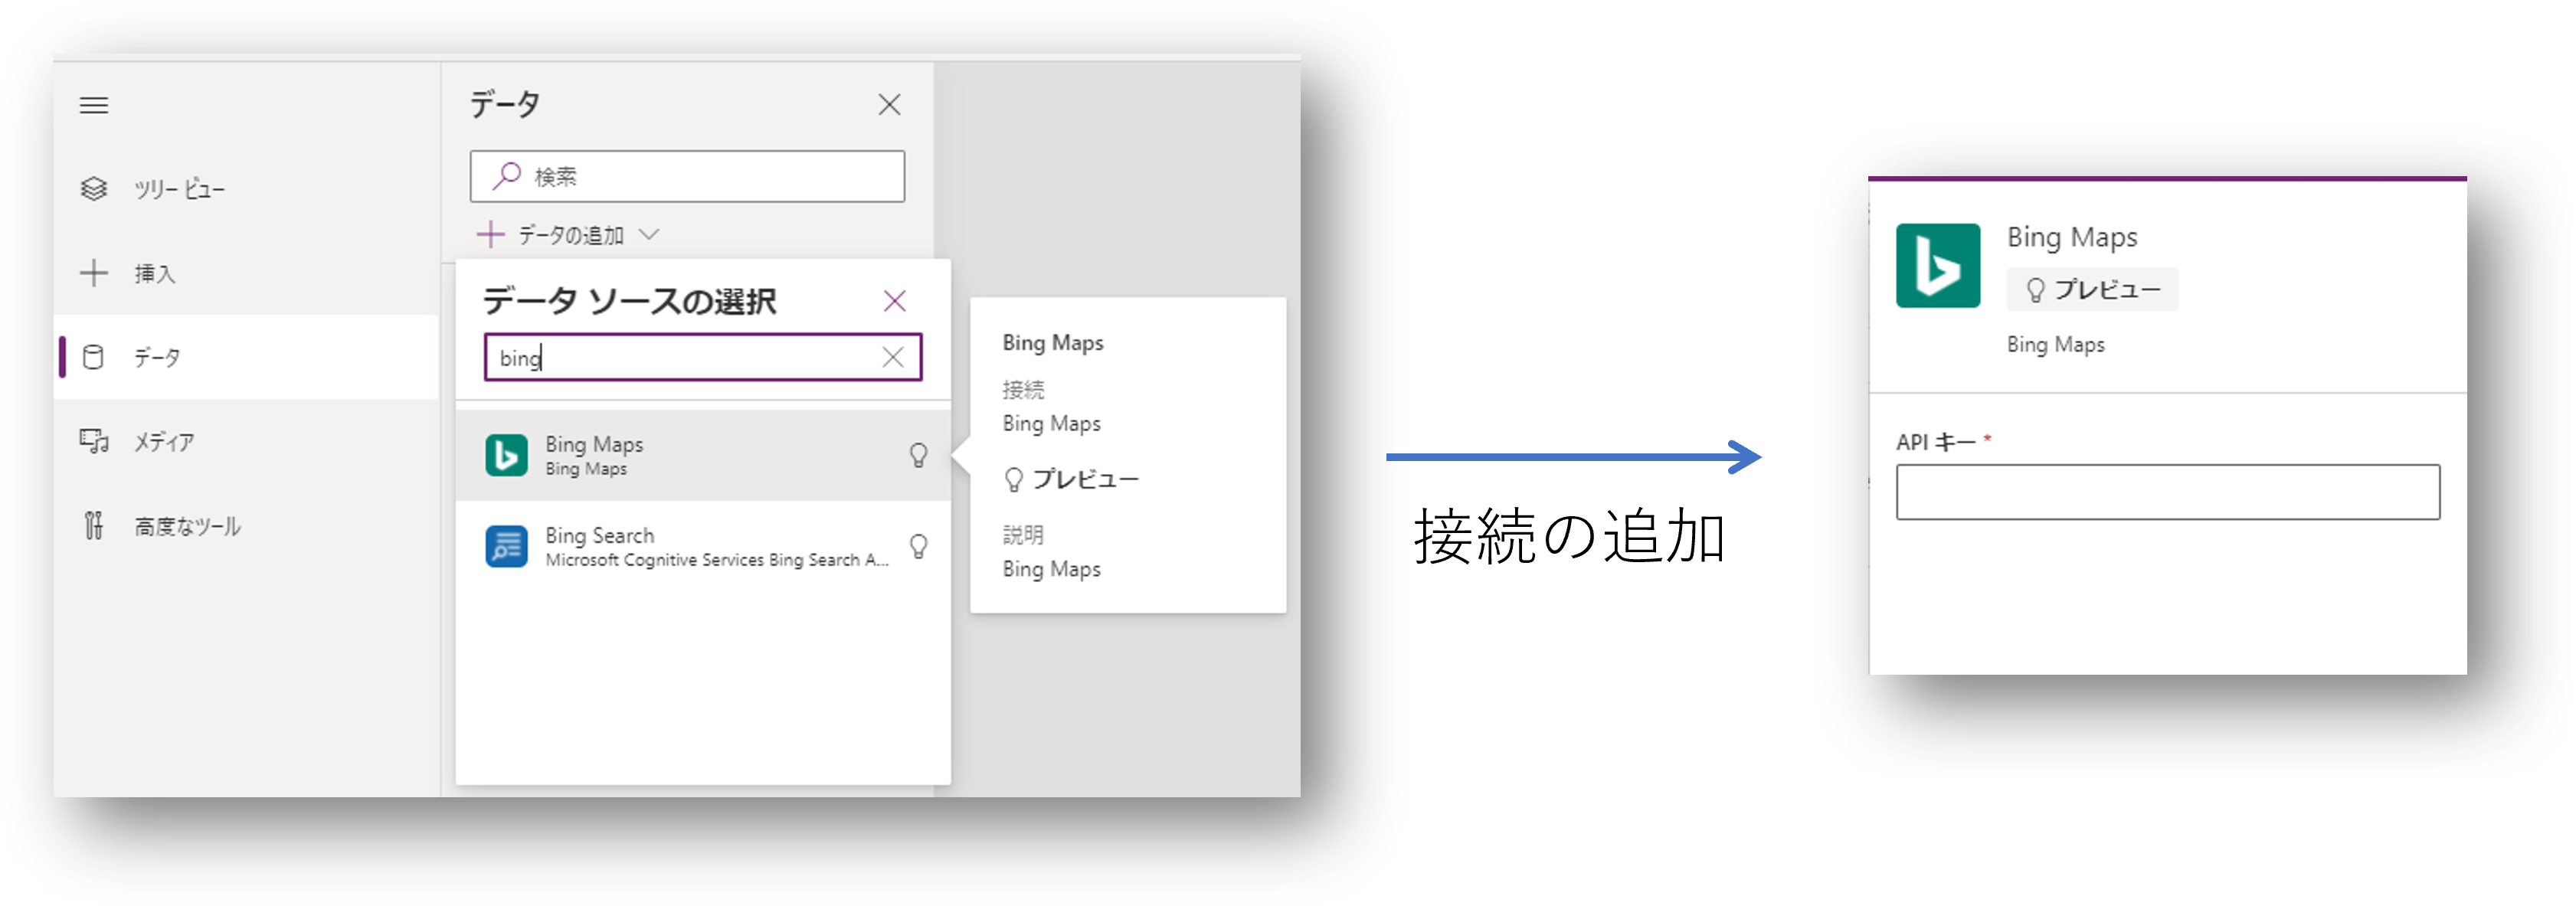 ツリー ビュー
挿入
データ
メディア
高度なツール
データ
検索
データの追加
データ ソースの選択
bing
Bing Maps
Bing Maps
Bing Search
Microsoft Cognitive Services Bing Search A...
Bing Maps
接続
Bing Maps
プレビュー
説明
Bing Maps
接続の追加
Bing Maps
プレビュー
Bing Maps
API キー *